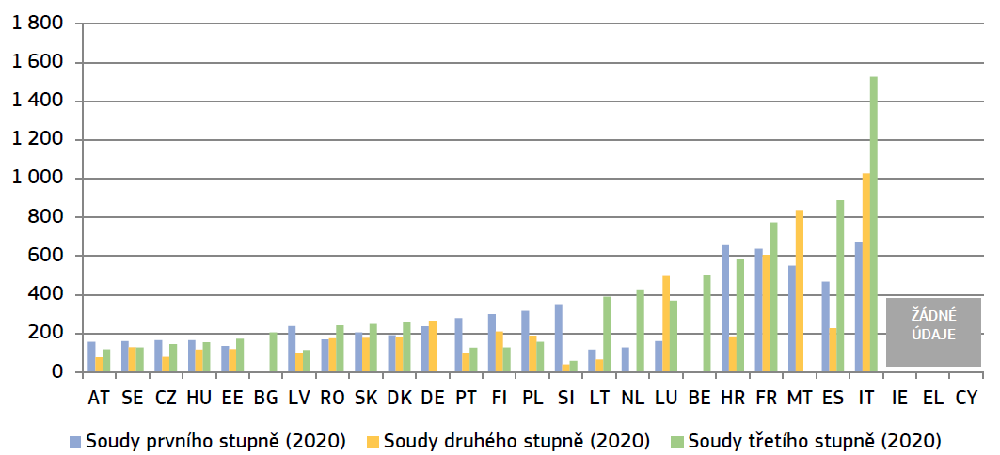 1 800
1 600
1 400
1 200
1 000
800
600
400
200
0
ŽÁDNÉ
ÚDAJE
AT SE CZ HU EE BG LV RO SK DK DE PT FI PL SI LT NL LU BE HR FR MT ES IT IE EL CY
Soudy prvního stupně (2020) Soudy druhého stupně (2020) Soudy třetího stupně (2020)